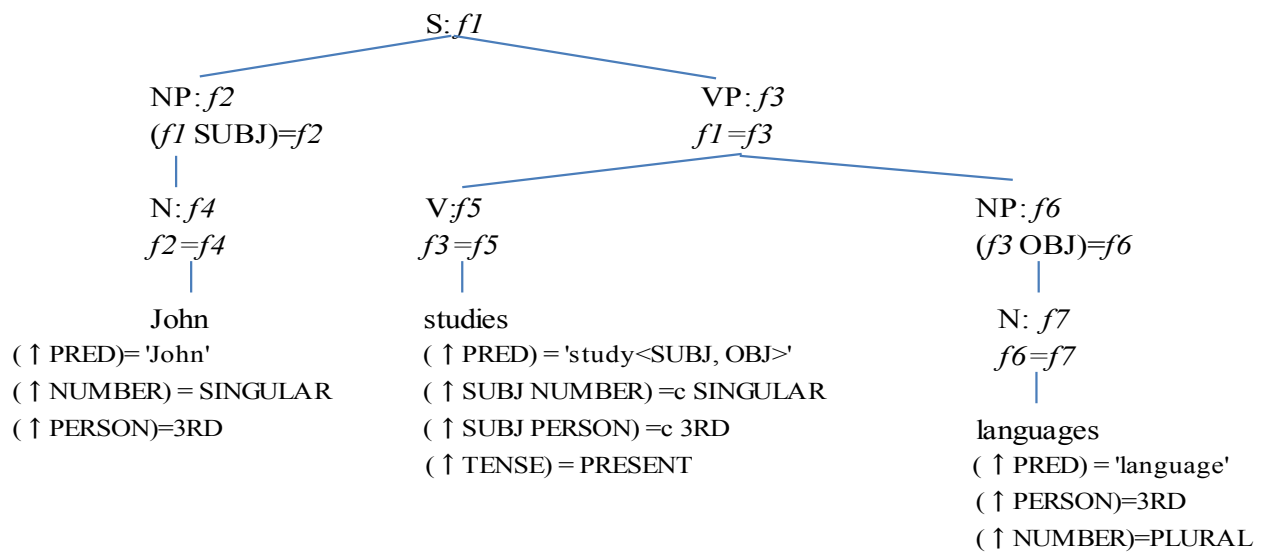 S: f1
NP: f2
(f1 SUBJ)=f2
VP: f3
f1=f3
N: f4
f2=f4
V:f5
f3=f5
NP: f6
(f3 OBJ)=f6
John
(↑ PRED)= 'John'
(↑ NUMBER) = SINGULAR
(↑ PERSON)=3RD
studies
(↑ PRED) = 'study<SUBJ, OBJ>'
(↑ SUBJ NUMBER) =c SINGULAR
(↑ SUBJ PERSON) =c 3RD
(↑ TENSE) = PRESENT
N: f7
f6=f7
languages
(↑ PRED) = 'language'
(↑ PERSON)=3RD
(↑ NUMBER)=PLURAL